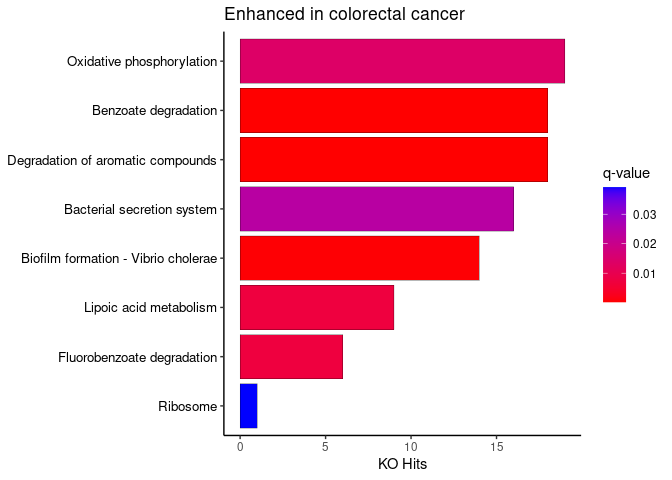 Enhanced in colorectal cancer
Oxidative phosphorylation
Benzoate degradation
Degradation of aromatic compounds
Bacterial secretion system
Biofilm formation - Vibrio cholerae
Lipoic acid metabolism
Fluorobenzoate degradation
Ribosome
0 5 10 15
KO Hits
q-value
0.03
0.02
0.01